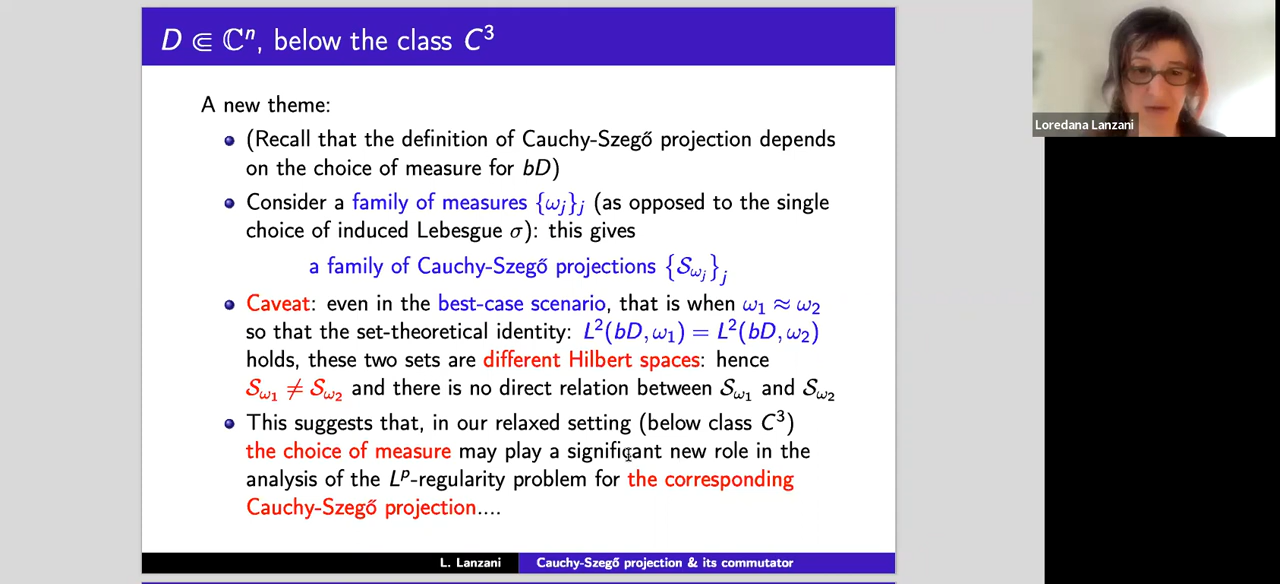 D ⋐ ℂⁿ, below the class C³
A new theme:
(Recall that the definition of Cauchy-Szegő projection depends
on the choice of measure for bD)
Consider a family of measures {ωⱼ}ⱼ (as opposed to the single
choice of induced Lebesgue σ): this gives
a family of Cauchy-Szegő projections {𝒮_ωⱼ}ⱼ
Caveat: even in the best-case scenario, that is when ω₁ ≈ ω₂
so that the set-theoretical identity: L²(bD, ω₁) = L²(bD, ω₂)
holds, these two sets are different Hilbert spaces: hence
𝒮_ω₁ ≠ 𝒮_ω₂ and there is no direct relation between 𝒮_ω₁ and 𝒮_ω₂
This suggests that, in our relaxed setting (below class C³)
the choice of measure may play a significant new role in the
analysis of the Lᵖ-regularity problem for the corresponding
Cauchy-Szegő projection....
L. Lanzani Cauchy-Szegő projection & its commutator
Loredana Lanzani